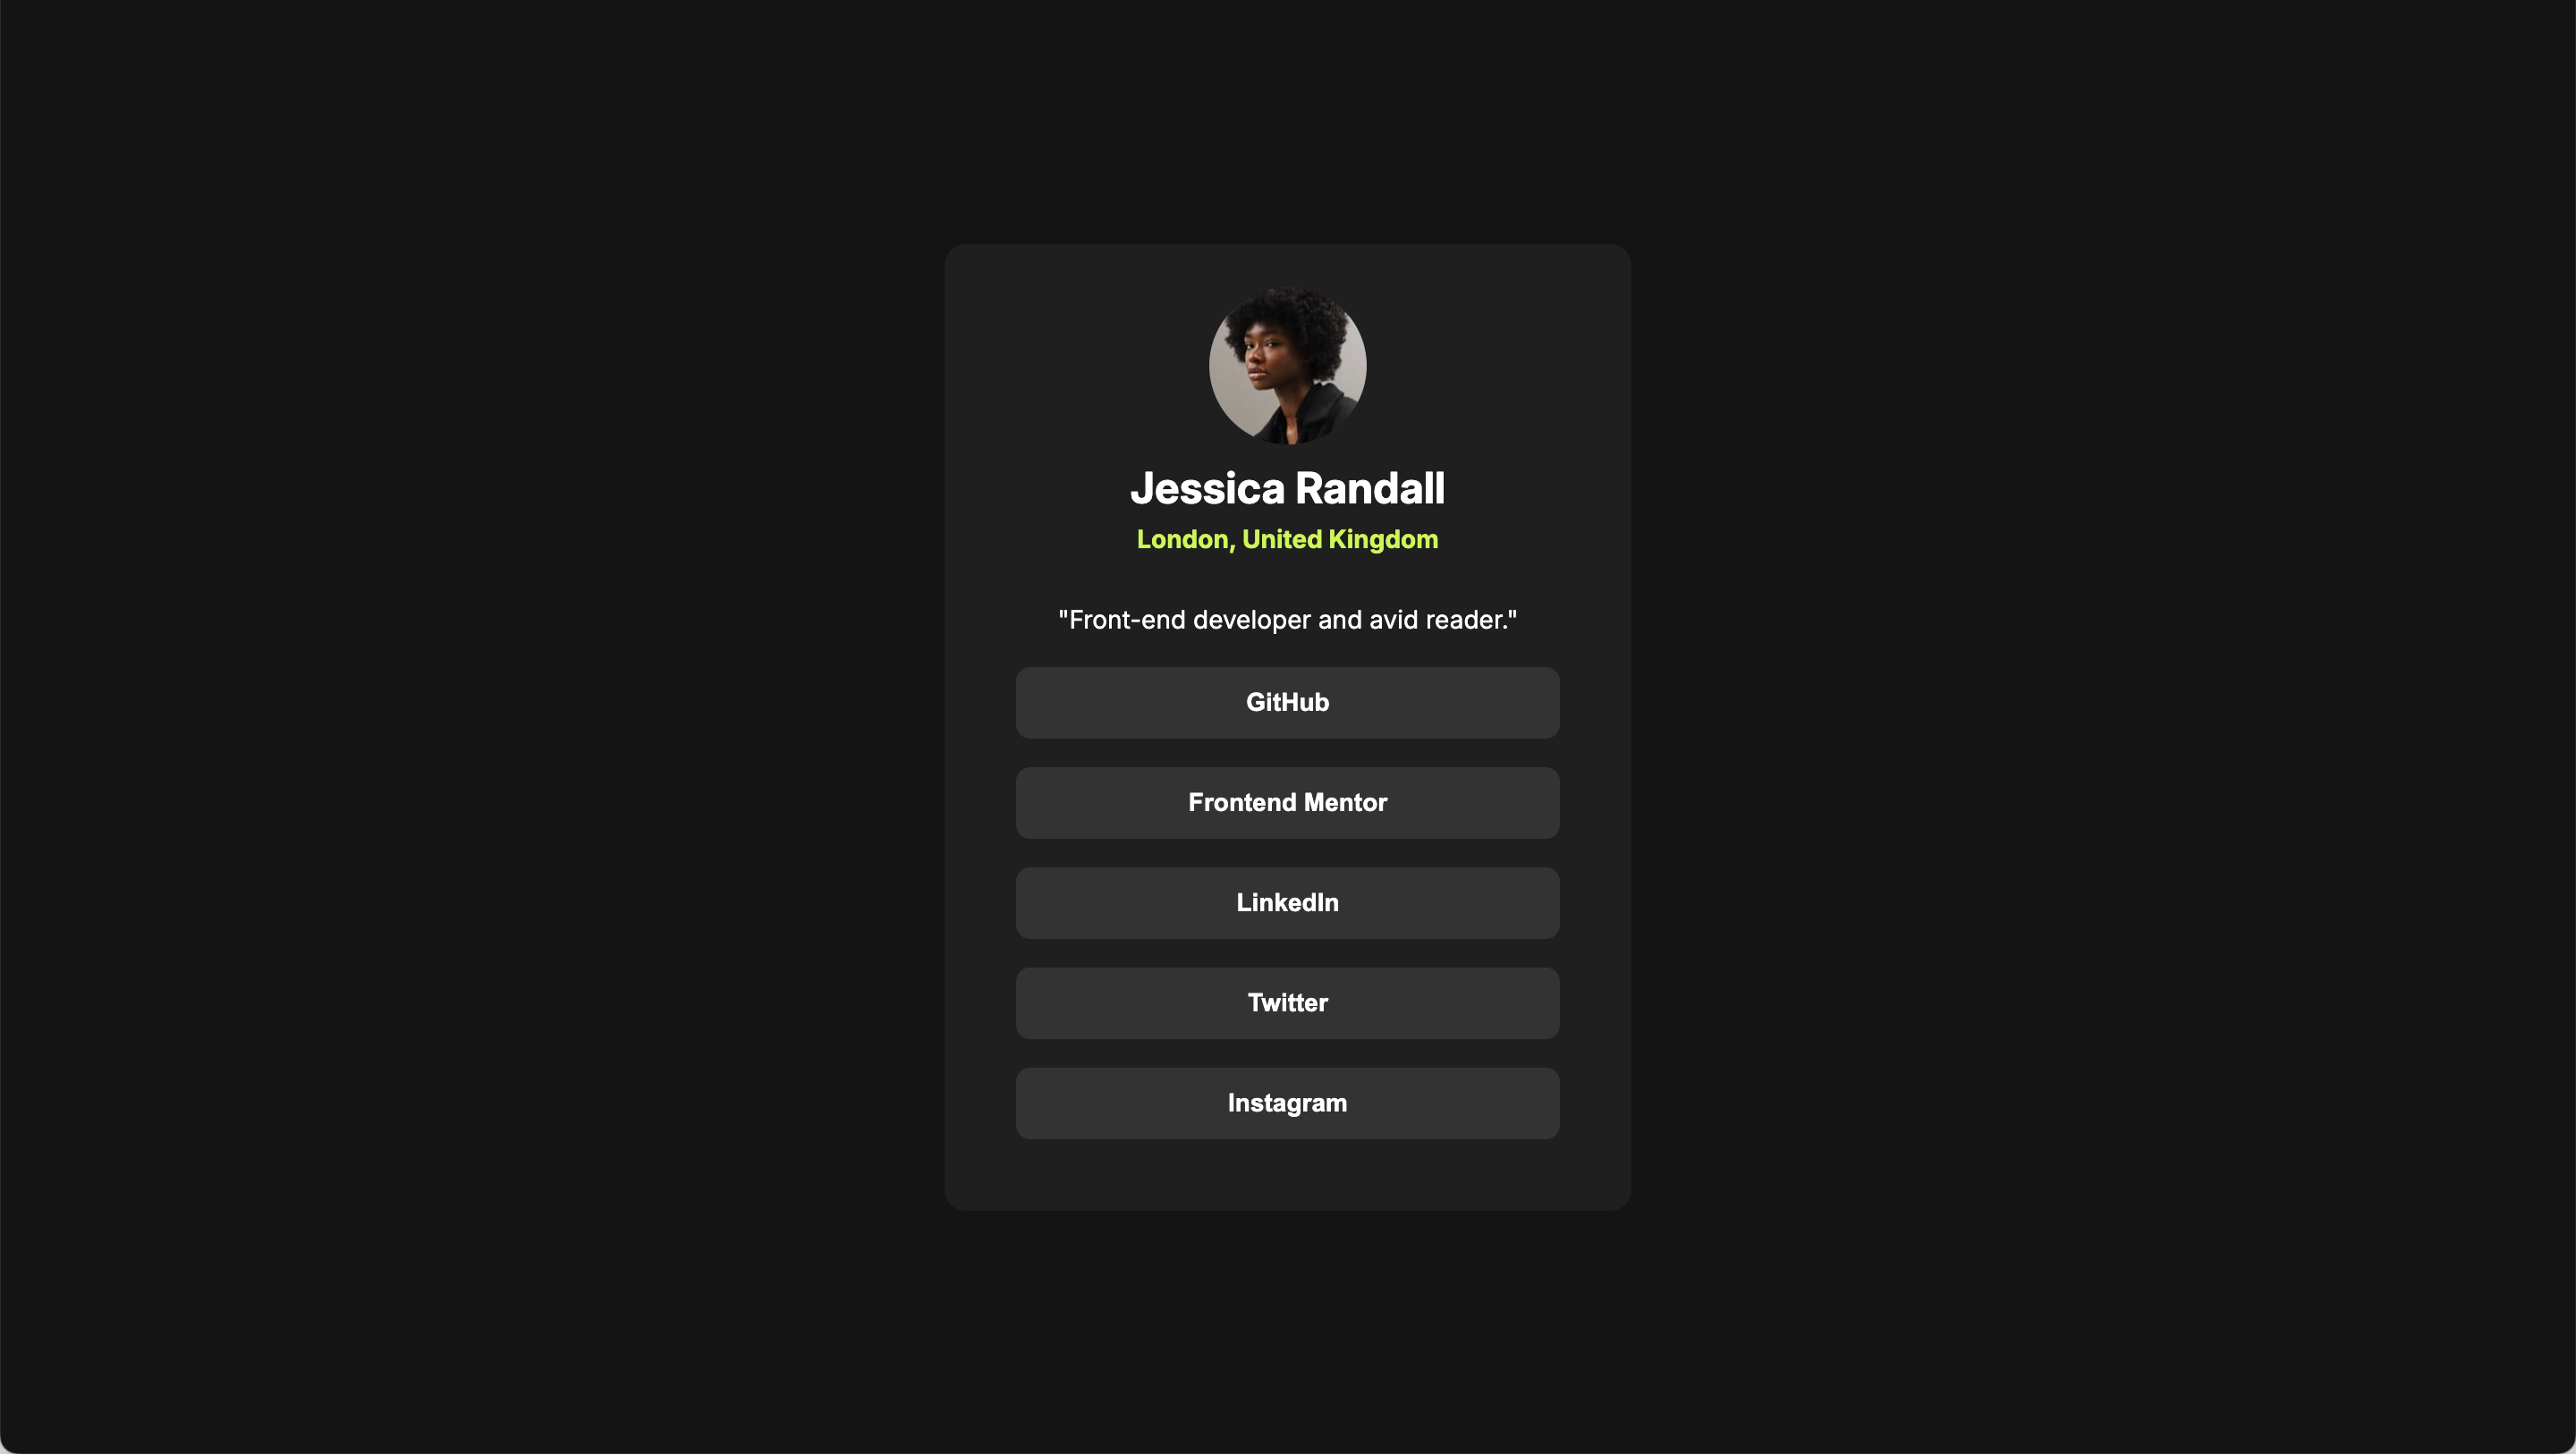 Jessica Randall
London, United Kingdom
"Front-end developer and avid reader."
GitHub
Frontend Mentor
LinkedIn
Twitter
Instagram